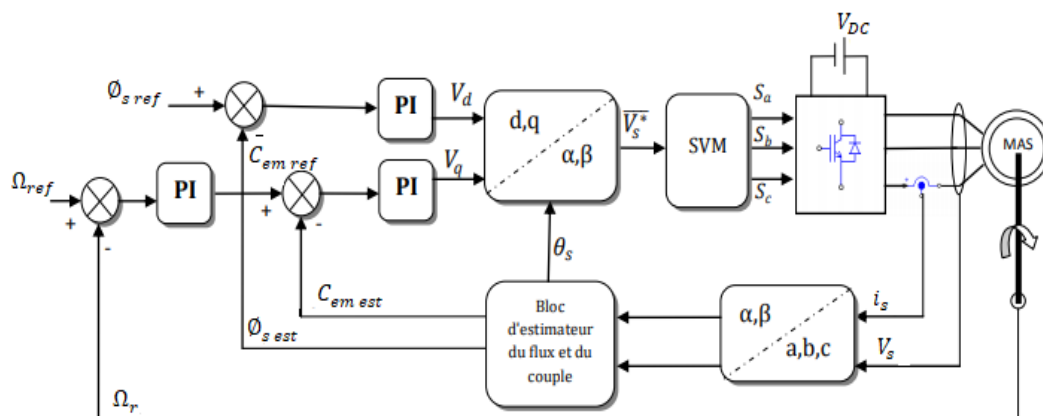 V_DC
Ø_s ref
+
-
PI
V_d
d,q
α,β
V_s*
SVM
S_a
S_b
S_c
MAS
C_em ref
Ω_ref
+
-
PI
+
-
PI
V_q
θ_s
C_em est
Ø_s est
Bloc
d'estimateur
du flux et du
couple
α,β
a,b,c
i_s
V_s
Ω_r